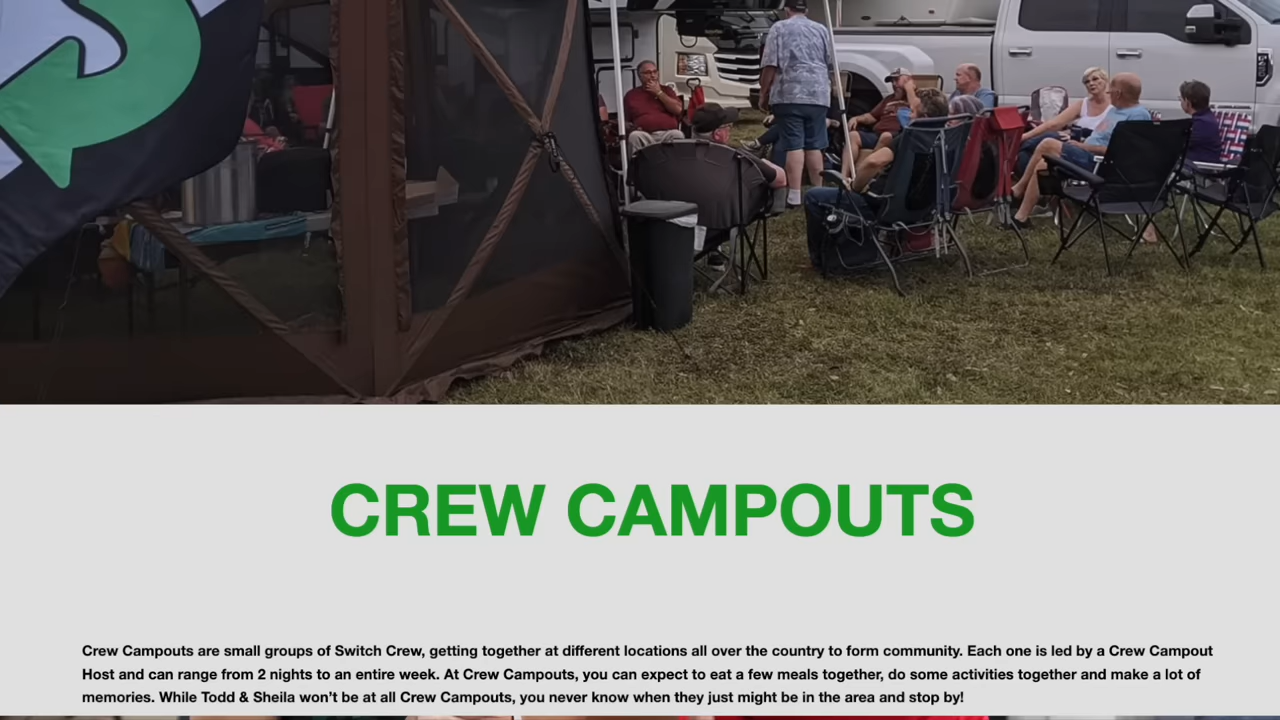 CREW CAMPOUTS
Crew Campouts are small groups of Switch Crew, getting together at different locations all over the country to form community. Each one is led by a Crew Campout
Host and can range from 2 nights to an entire week. At Crew Campouts, you can expect to eat a few meals together, do some activities together and make a lot of
memories. While Todd & Sheila won’t be at all Crew Campouts, you never know when they just might be in the area and stop by!